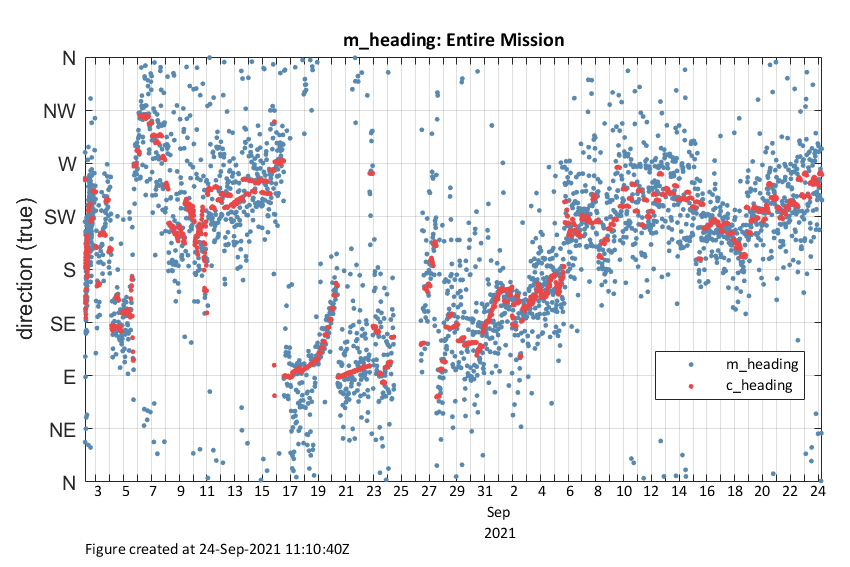 m_heading: Entire Mission
direction (true)
N
NW
W
SW
S
SE
E
NE
N
m_heading
c_heading
3 5 7 9 11 13 15 17 19 21 23 25 27 29 31 2 4 6 8 10 12 14 16 18 20 22 24
Sep
2021
Figure created at 24-Sep-2021 11:10:40Z